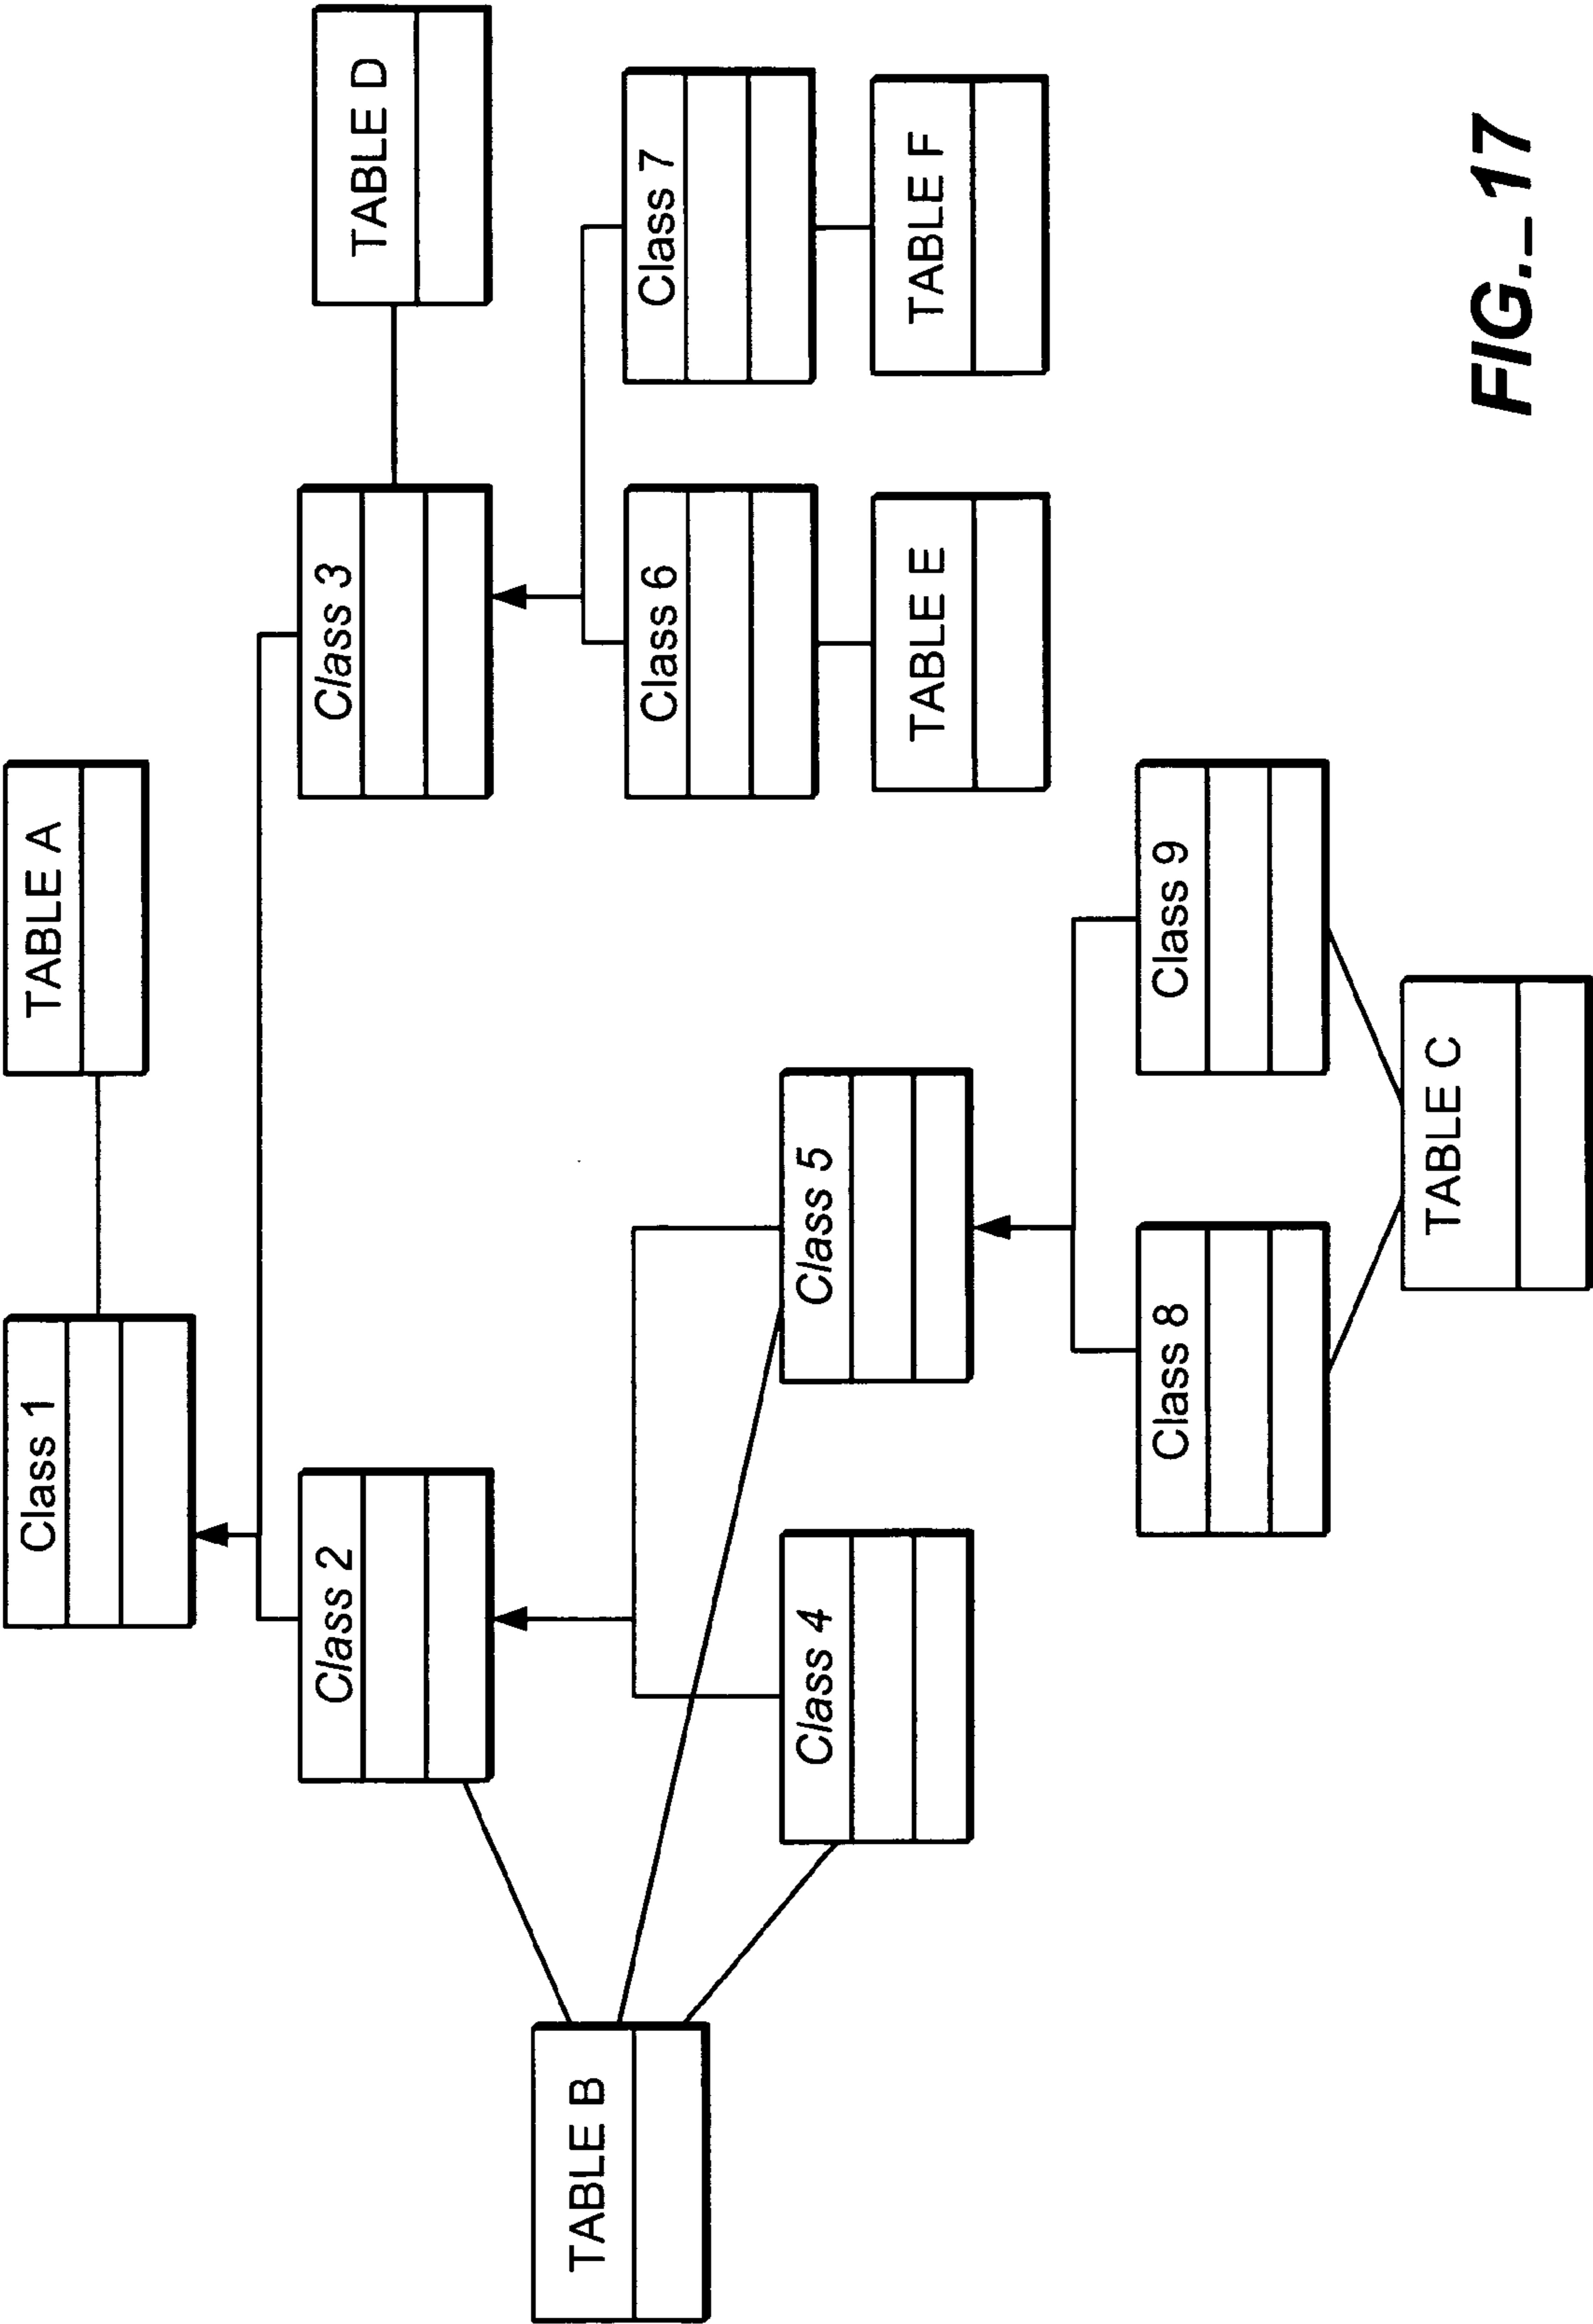 Class 1
TABLE A
Class 2
Class 3
TABLE D
TABLE B
Class 4
Class 5
Class 6
Class 7
TABLE E
TABLE F
Class 8
Class 9
TABLE C
FIG._17